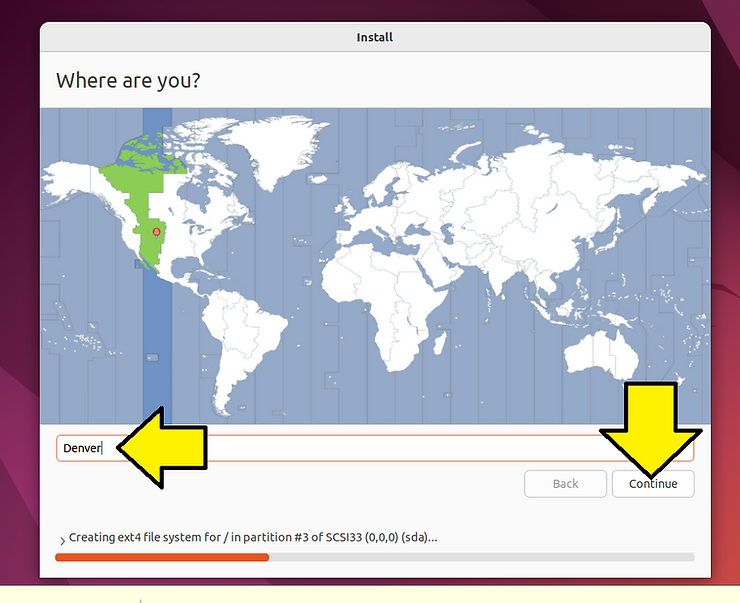 Install
Where are you?
Denver
Back
Continue
Creating ext4 file system for / in partition #3 of SCSI33 (0,0,0) (sda)...